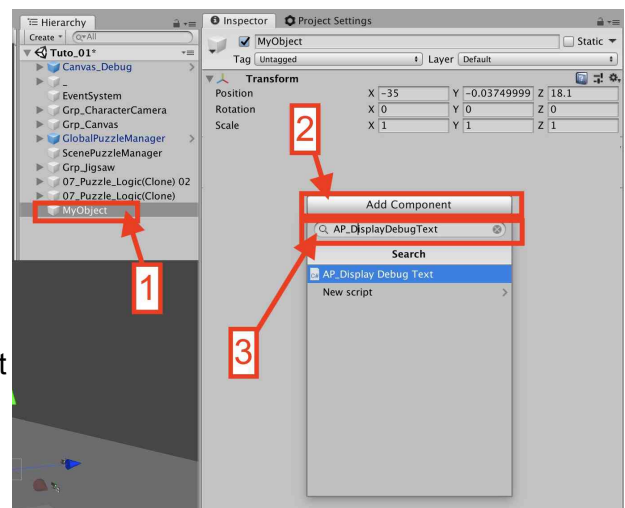 Hierarchy
Create
All
Tuto_01*
Canvas_Debug
_
EventSystem
Grp_CharacterCamera
Grp_Canvas
GlobalPuzzleManager
ScenePuzzleManager
Grp_Jigsaw
07_Puzzle_Logic(Clone) 02
07_Puzzle_Logic(Clone)
MyObject
1
t
Inspector Project Settings
MyObject Static
Tag Untagged Layer Default
Transform
Position X -35 Y -0.03749999 Z 18.1
Rotation X 0 Y 0 Z 0
Scale X 1 Y 1 Z 1
2
Add Component
AP_DisplayDebugText
Search
AP_Display Debug Text
New script
3